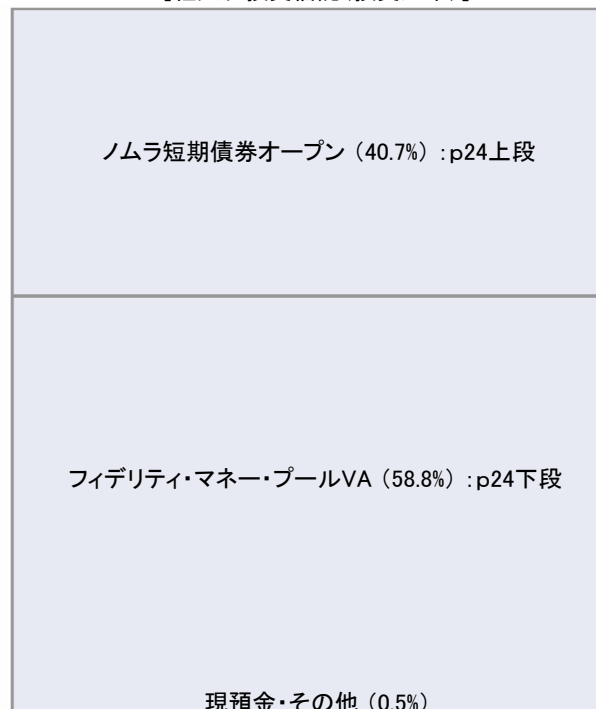 ノムラ短期債券オープン (40.7%) :p24上段
フィデリティ・マネー・プールVA (58.8%) :p24下段
現預金・その他 (0.5%)